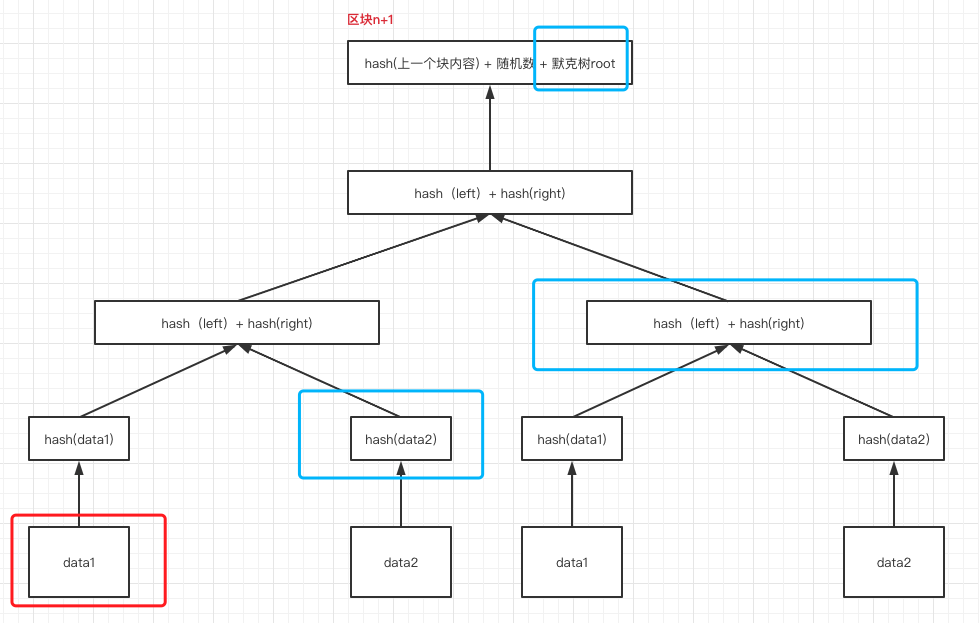 区块n+1
hash(上一个块内容) + 随机数 + 默克树root
hash（left）+ hash(right)
hash（left）+ hash(right)
hash（left）+ hash(right)
hash(data1)
hash(data2)
hash(data1)
hash(data2)
data1
data2
data1
data2